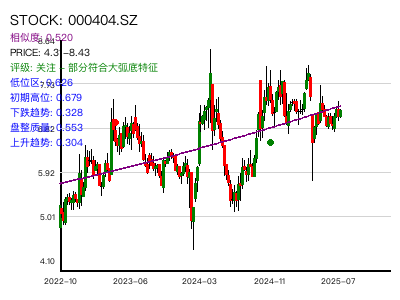 STOCK: 000404.SZ
相似度: 0.520
PRICE: 4.3 - 8.43
评级: 关注 - 部分符合大弧底特征
低位区: 0.626
初期高位: 0.679
下跌趋势: 0.328
盘整质量: 0.553
上升趋势: 0.304
5.92
5.01
4.10
2022-10
2023-06
2024-03
2024-11
2025-07